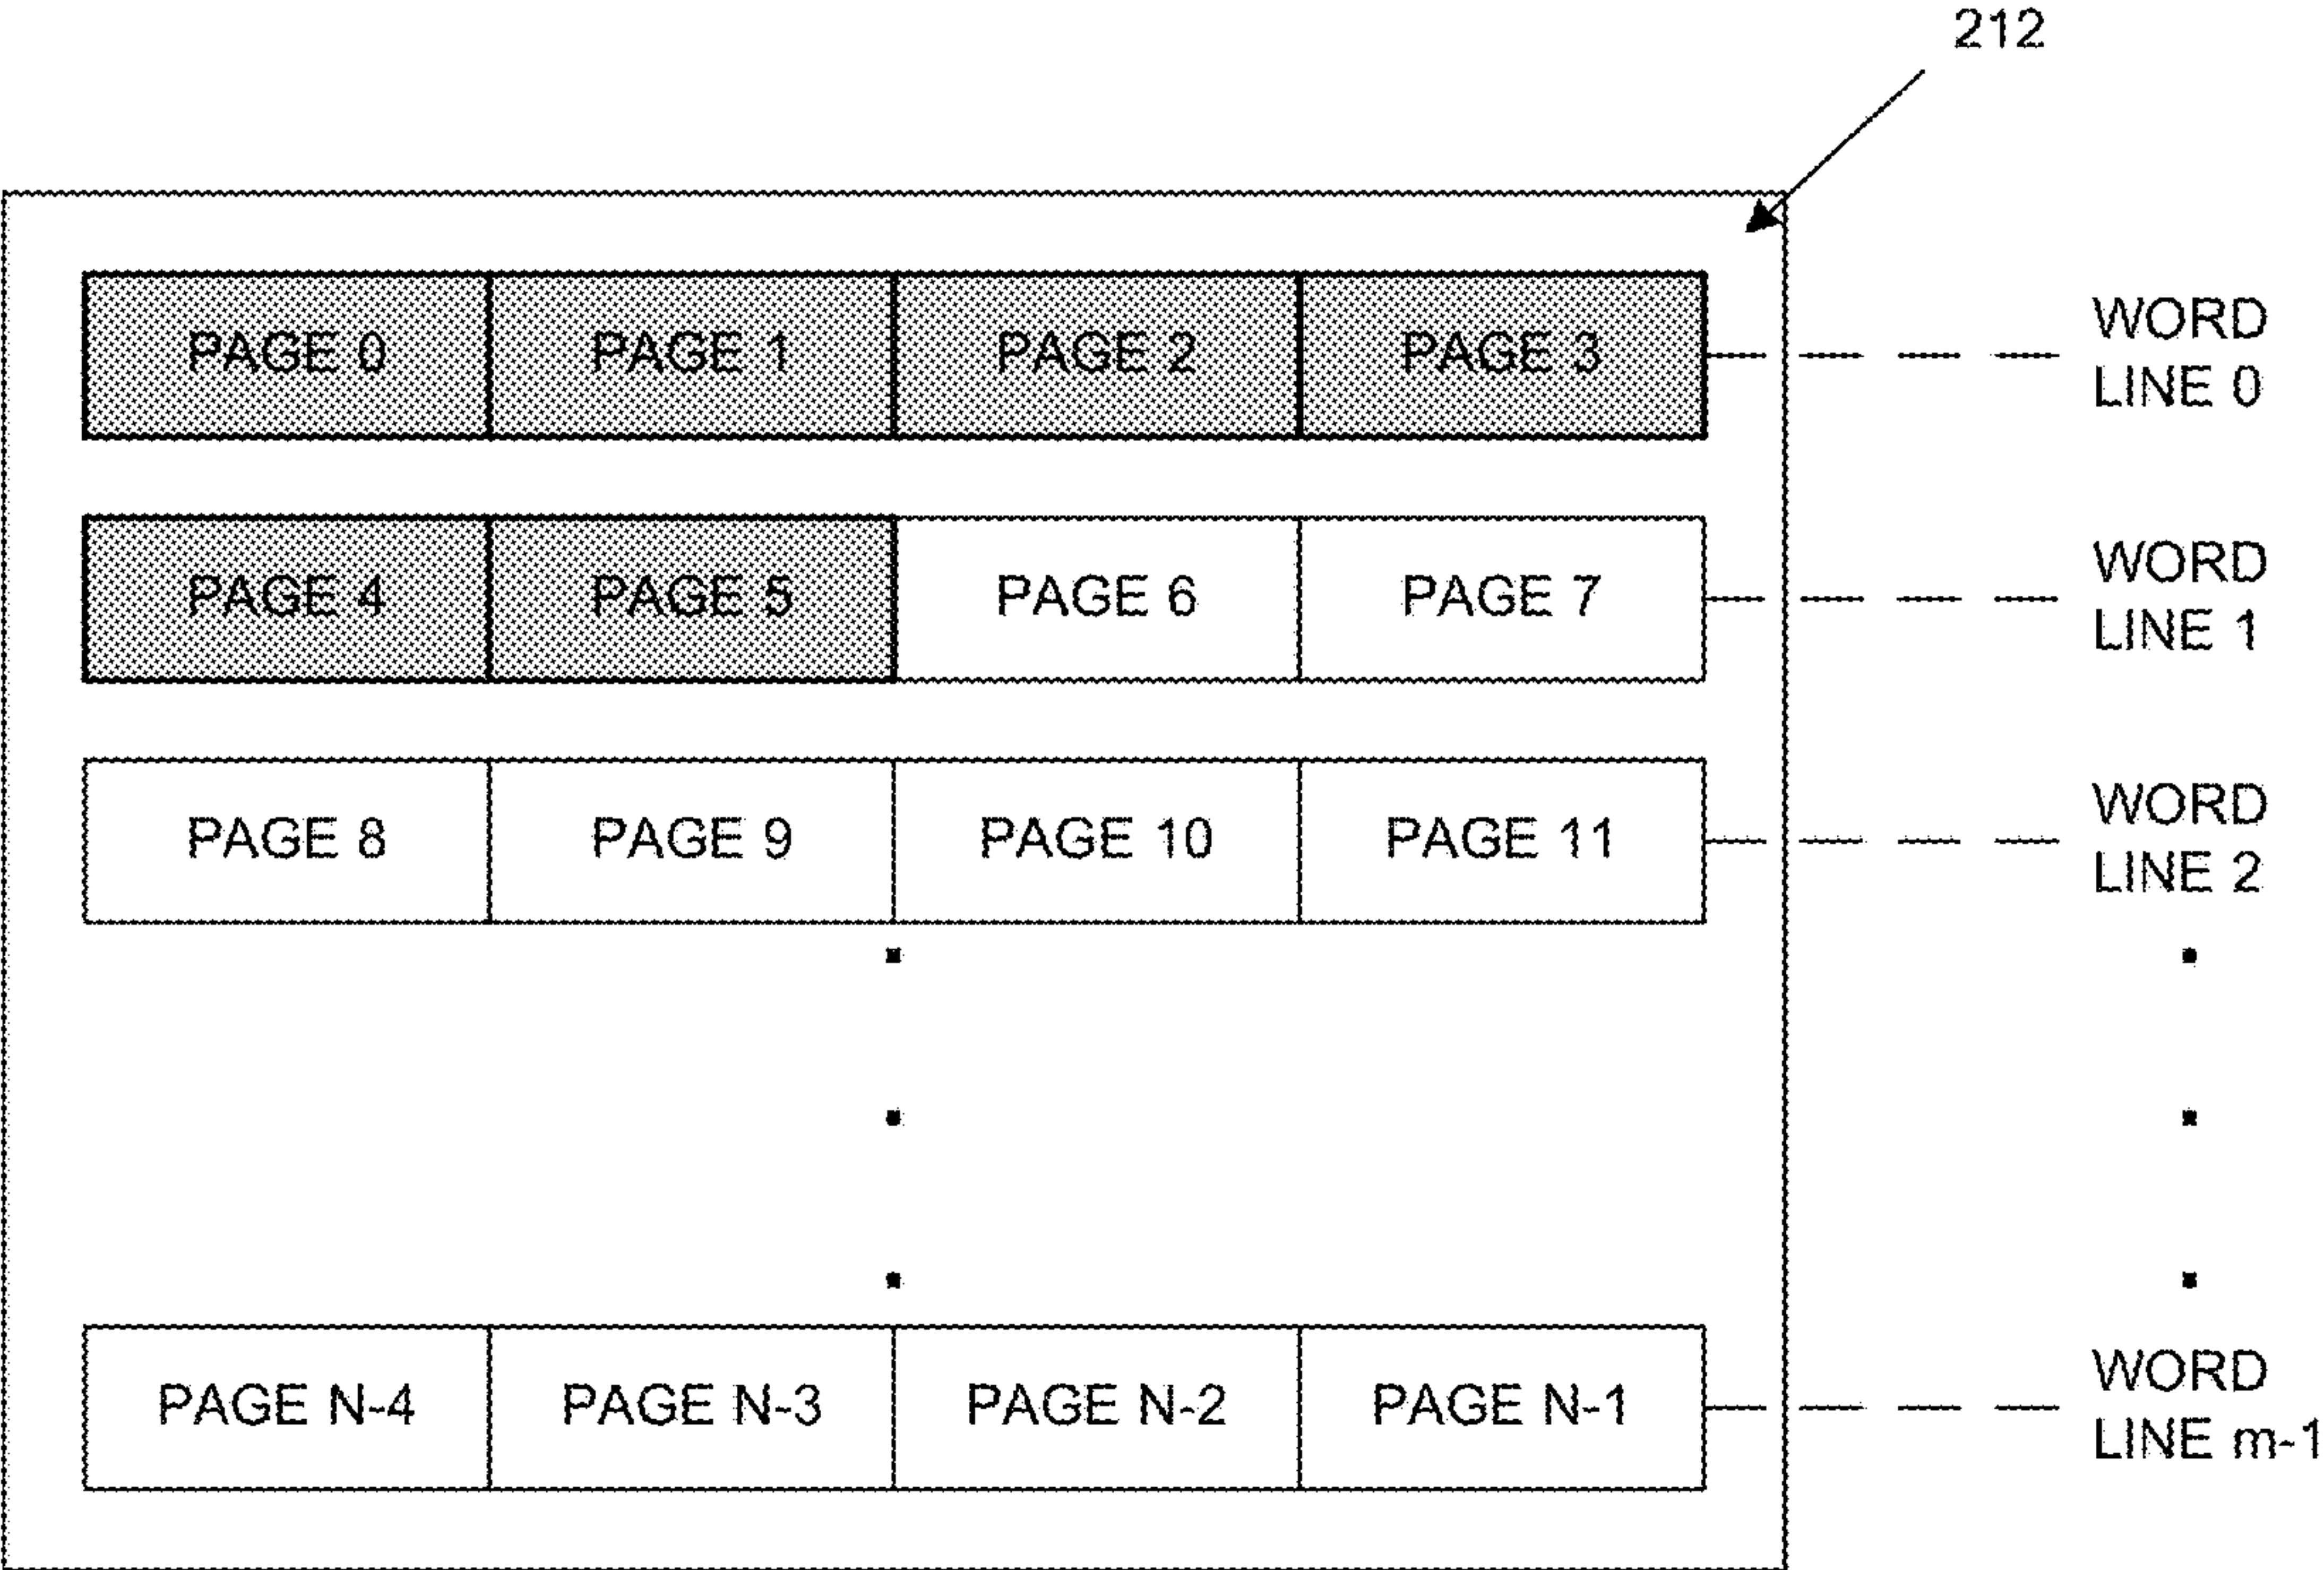 212
PAGE 0 PAGE 1 PAGE 2 PAGE 3
WORD
LINE 0
PAGE 4 PAGE 5 PAGE 6 PAGE 7
WORD
LINE 1
PAGE 8 PAGE 9 PAGE 10 PAGE 11
WORD
LINE 2
PAGE N-4 PAGE N-3 PAGE N-2 PAGE N-1
WORD
LINE m-1